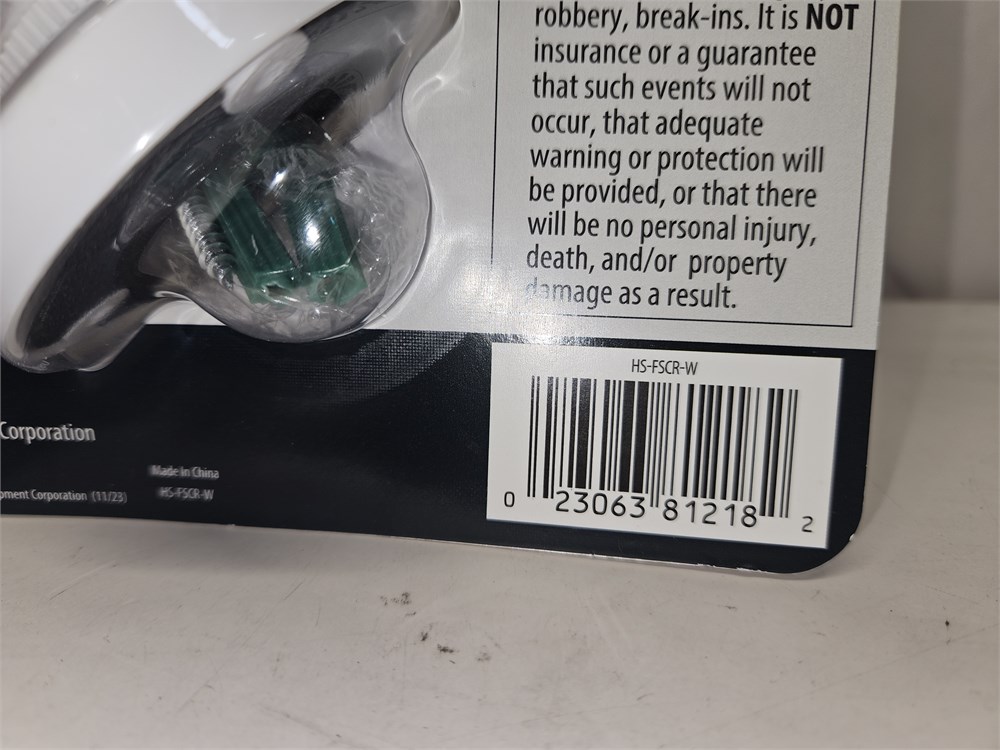 robbery, break-ins. It is NOT
insurance or a guarantee
that such events will not
occur, that adequate
warning or protection will
be provided, or that there
will be no personal injury,
death, and/or property
damage as a result.
HS-FSCR-W
0 23063 81218 2
Corporation
Made In China
pment Corporation (11/23)
HS-FSCR-W